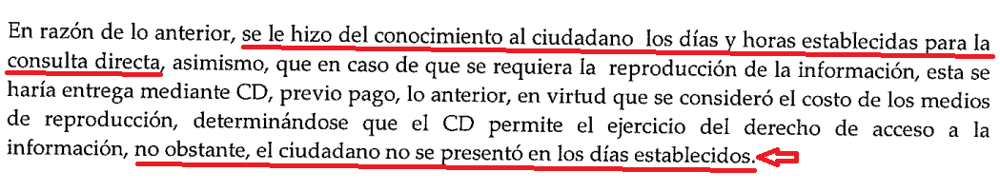 En razón de lo anterior, se le hizo del conocimiento al ciudadano los días y horas establecidas para la
consulta directa, asimismo, que en caso de que se requiera la reproducción de la información, esta se
haría entrega mediante CD, previo pago, lo anterior, en virtud que se consideró el costo de los medios
de reproducción, determinándose que el CD permite el ejercicio del derecho de acceso a la
información, no obstante, el ciudadano no se presentó en los días establecidos.